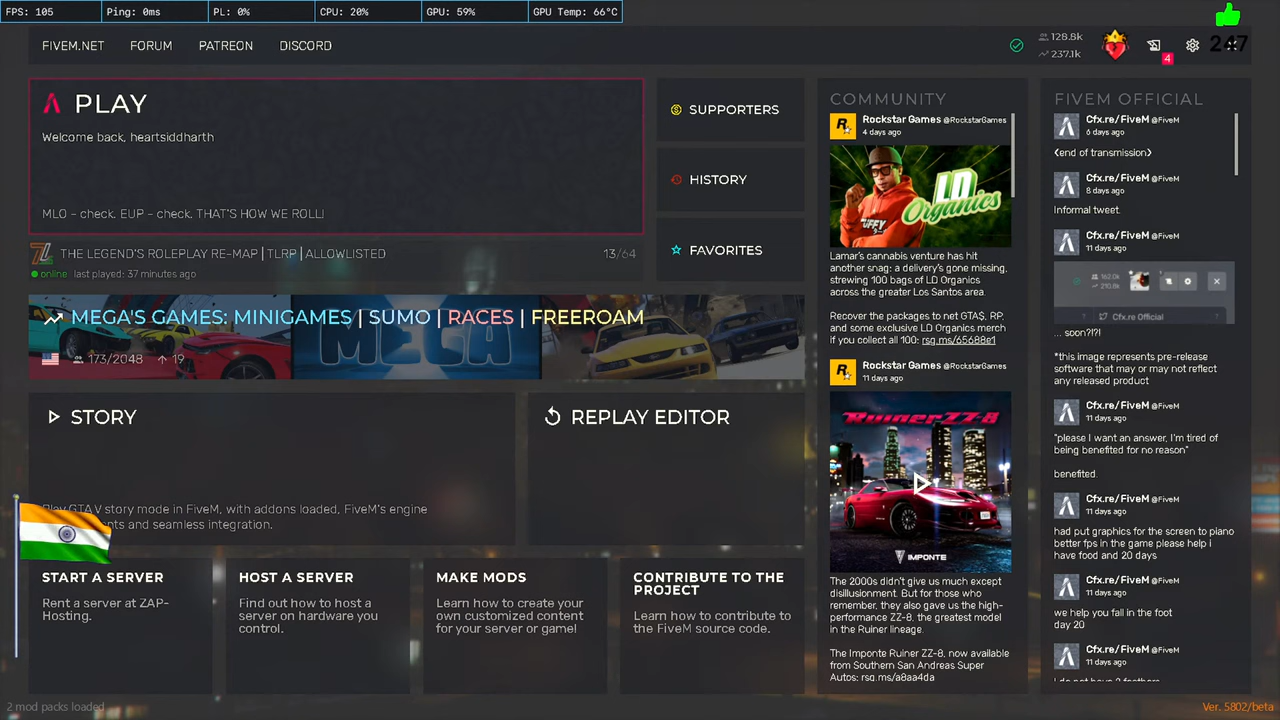 FPS: 105
Ping: 0ms
PL: 0%
CPU: 20%
GPU: 59%
GPU Temp: 66°C
FIVEM.NET
FORUM
PATREON
DISCORD
128.8k
237.1k
4
247
PLAY
Welcome back, heartsiddharth
MLO - check. EUP - check. THAT'S HOW WE ROLL!
THE LEGEND'S ROLEPLAY RE-MAP | TLRP | ALLOWLISTED
13/64
online last played: 37 minutes ago
SUPPORTERS
HISTORY
FAVORITES
MEGA'S GAMES: MINIGAMES | SUMO | RACES | FREEROAM
MEGA
173/2048
19
STORY
Play GTA V story mode in FiveM, with addons loaded, FiveM's engine
nts and seamless integration.
REPLAY EDITOR
START A SERVER
Rent a server at ZAP-
Hosting.
HOST A SERVER
Find out how to host a
server on hardware you
control.
MAKE MODS
Learn how to create your
own customized content
for your server or game!
CONTRIBUTE TO THE
PROJECT
Learn how to contribute to
the FiveM source code.
COMMUNITY
Rockstar Games @RockstarGames
4 days ago
LD
Organics
Lamar's cannabis venture has hit
another snag: a delivery's gone missing,
strewing 100 bags of LD Organics
across the greater Los Santos area.
Recover the packages to net GTA$, RP,
and some exclusive LD Organics merch
if you collect all 100: rsg.ms/65688e1
Rockstar Games @RockstarGames
11 days ago
Ruiner ZZ-8
IMPONTE
The 2000s didn't give us much except
disillusionment. But for those who
remember, they also gave us the high-
performance ZZ-8, the greatest model
in the Ruiner lineage.
The Imponte Ruiner ZZ-8, now available
from Southern San Andreas Super
Autos: rsg.ms/a8aa4da
FIVEM OFFICIAL
Cfx.re/FiveM @FiveM
6 days ago
<end of transmission>
Cfx.re/FiveM @FiveM
8 days ago
Informal tweet.
Cfx.re/FiveM @FiveM
11 days ago
162.0k
210.8k
Cfx.re Official
... soon?!?!
*this image represents pre-release
software that may or may not reflect
any released product
Cfx.re/FiveM @FiveM
11 days ago
"please I want an answer, I'm tired of
being benefited for no reason"
benefited.
Cfx.re/FiveM @FiveM
11 days ago
had put graphics for the screen to piano
better fps in the game please help i
have food and 20 days
Cfx.re/FiveM @FiveM
11 days ago
we help you fall in the foot
day 20
Cfx.re/FiveM @FiveM
11 days ago
2 mod packs loaded
Ver. 5802/beta